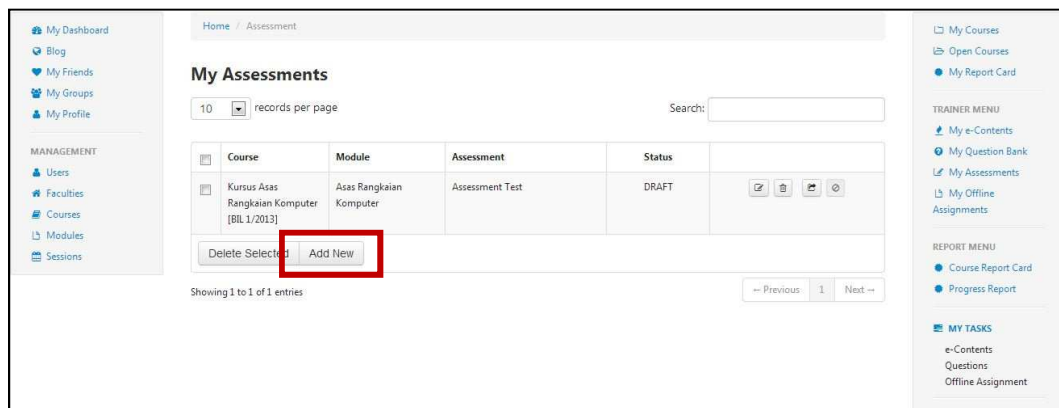 My Dashboard
Blog
My Friends
My Groups
My Profile
MANAGEMENT
Users
Faculties
Courses
Modules
Sessions
Home / Assessment
My Assessments
10 records per page
Search:
Course Module Assessment Status
Kursus Asas Asas Rangkaian Assessment Test DRAFT
Rangkaian Komputer Komputer
[BIL 1/2013]
Delete Selected Add New
Showing 1 to 1 of 1 entries
← Previous 1 Next →
My Courses
Open Courses
My Report Card
TRAINER MENU
My e-Contents
My Question Bank
My Assessments
My Offline
Assignments
REPORT MENU
Course Report Card
Progress Report
MY TASKS
e-Contents
Questions
Offline Assignment